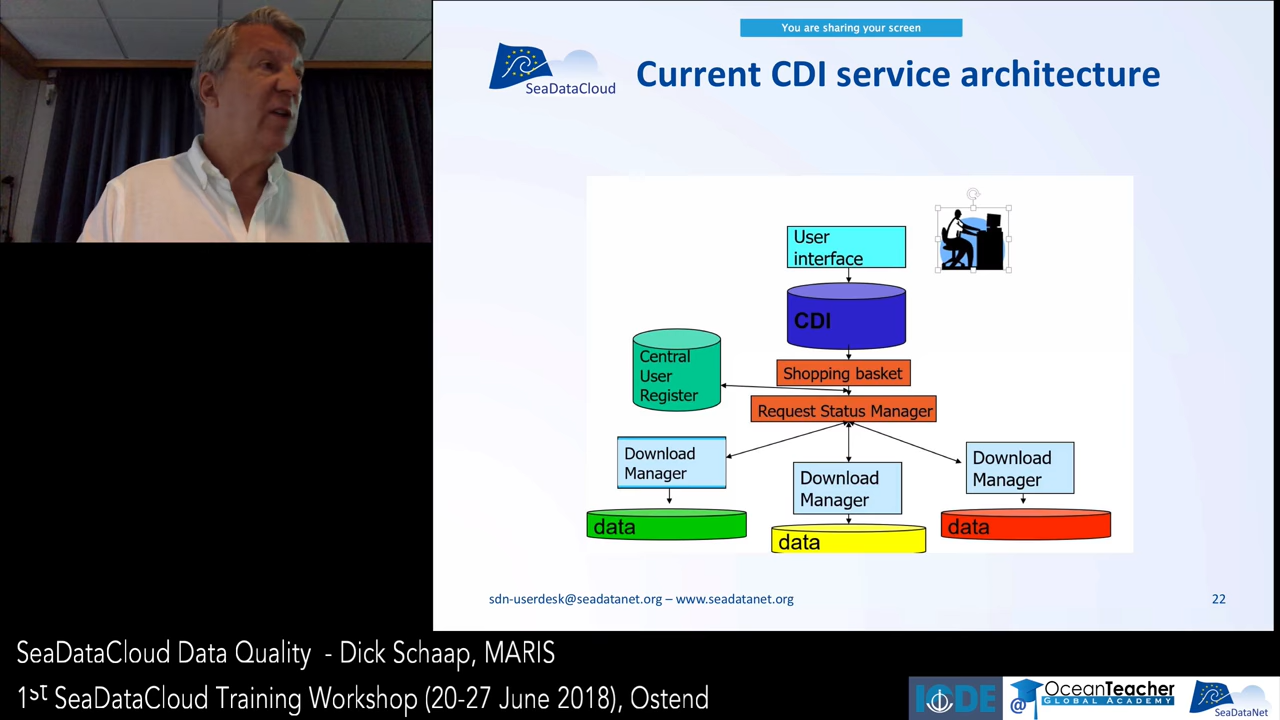 You are sharing your screen
SeaDataCloud
Current CDI service architecture
User
interface
CDI
Central
User
Register
Shopping basket
Request Status Manager
Download
Manager
Download
Manager
Download
Manager
data
data
data
sdn-userdesk@seadatanet.org – www.seadatanet.org
22
SeaDataCloud Data Quality - Dick Schaap, MARIS
1st SeaDataCloud Training Workshop (20-27 June 2018), Ostend
IODE
@
OceanTeacher
GLOBAL ACADEMY
SeaDataNet